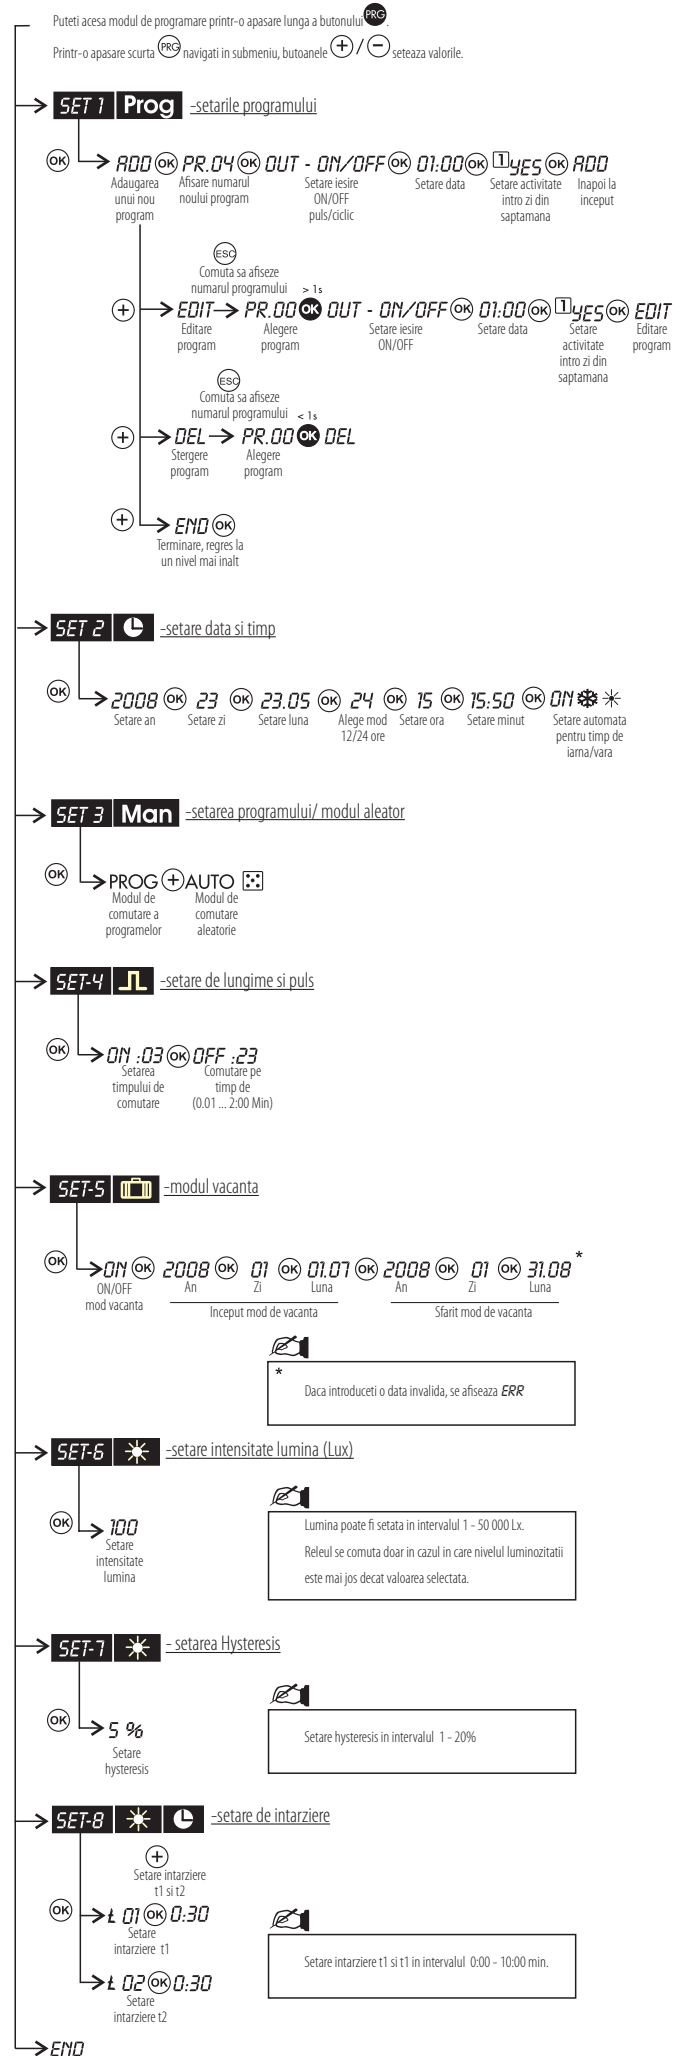 Puteti acesa modul de programare printr-o apasare lunga a butonului PRG.
Printr-o apasare scurta PRG navigati in submeniu, butoanele + / − seteaza valorile.
SET 1 Prog -setarile programului
OK ADD OK PR.04 OK OUT - ON/OFF OK 01:00 OK 1 YES OK ADD
Adaugarea unui nou program
Afisare numarul noului program
Setare iesire ON/OFF puls/ciclic
Setare data
Setare activitate intro zi din saptamana
Inapoi la inceput
ESC
Comuta sa afiseze numarul programului
> 1s
+ EDIT PR.00 OK OUT - ON/OFF OK 01:00 OK 1 YES OK EDIT
Editare program
Alegere program
Setare iesire ON/OFF
Setare data
Setare activitate intro zi din saptamana
Editare program
ESC
Comuta sa afiseze numarul programului
< 1s
+ DEL PR.00 OK DEL
Stergere program
Alegere program
+ END OK
Terminare, regres la un nivel mai inalt
SET 2 -setare data si timp
OK 2008 OK 23 OK 23.05 OK 24 OK 15 OK 15:50 OK ON
Setare an
Setare zi
Setare luna
Alege mod 12/24 ore
Setare ora
Setare minut
Setare automata pentru timp de iarna/vara
SET 3 Man -setarea programului/ modul aleator
OK PROG + AUTO
Modul de comutare a programelor
Modul de comutare aleatorie
SET-4 -setare de lungime si puls
OK ON :03 OK OFF :23
Setarea timpului de comutare
Comutare pe timp de (0.01 ... 2:00 Min)
SET-5 -modul vacanta
OK ON OK 2008 OK 01 OK 01.07 OK 2008 OK 01 OK 31.08 *
ON/OFF mod vacanta
An Zi Luna An Zi Luna
Inceput mod de vacanta
Sfarit mod de vacanta
* Daca introduceti o data invalida, se afiseaza ERR
SET-6 -setare intensitate lumina (Lux)
OK 100
Setare intensitate lumina
Lumina poate fi setata in intervalul 1 - 50 000 Lx.
Releul se comuta doar in cazul in care nivelul luminozitatii
este mai jos decat valoarea selectata.
SET-7 - setarea Hysteresis
OK 5 %
Setare hysteresis
Setare hysteresis in intervalul 1 - 20%
SET-8 -setare de intarziere
+
Setare intarziere t1 si t2
OK t 01 OK 0:30
Setare intarziere t1
Setare intarziere t1 si t1 in intervalul 0:00 - 10:00 min.
t 02 OK 0:30
Setare intarziere t2
END